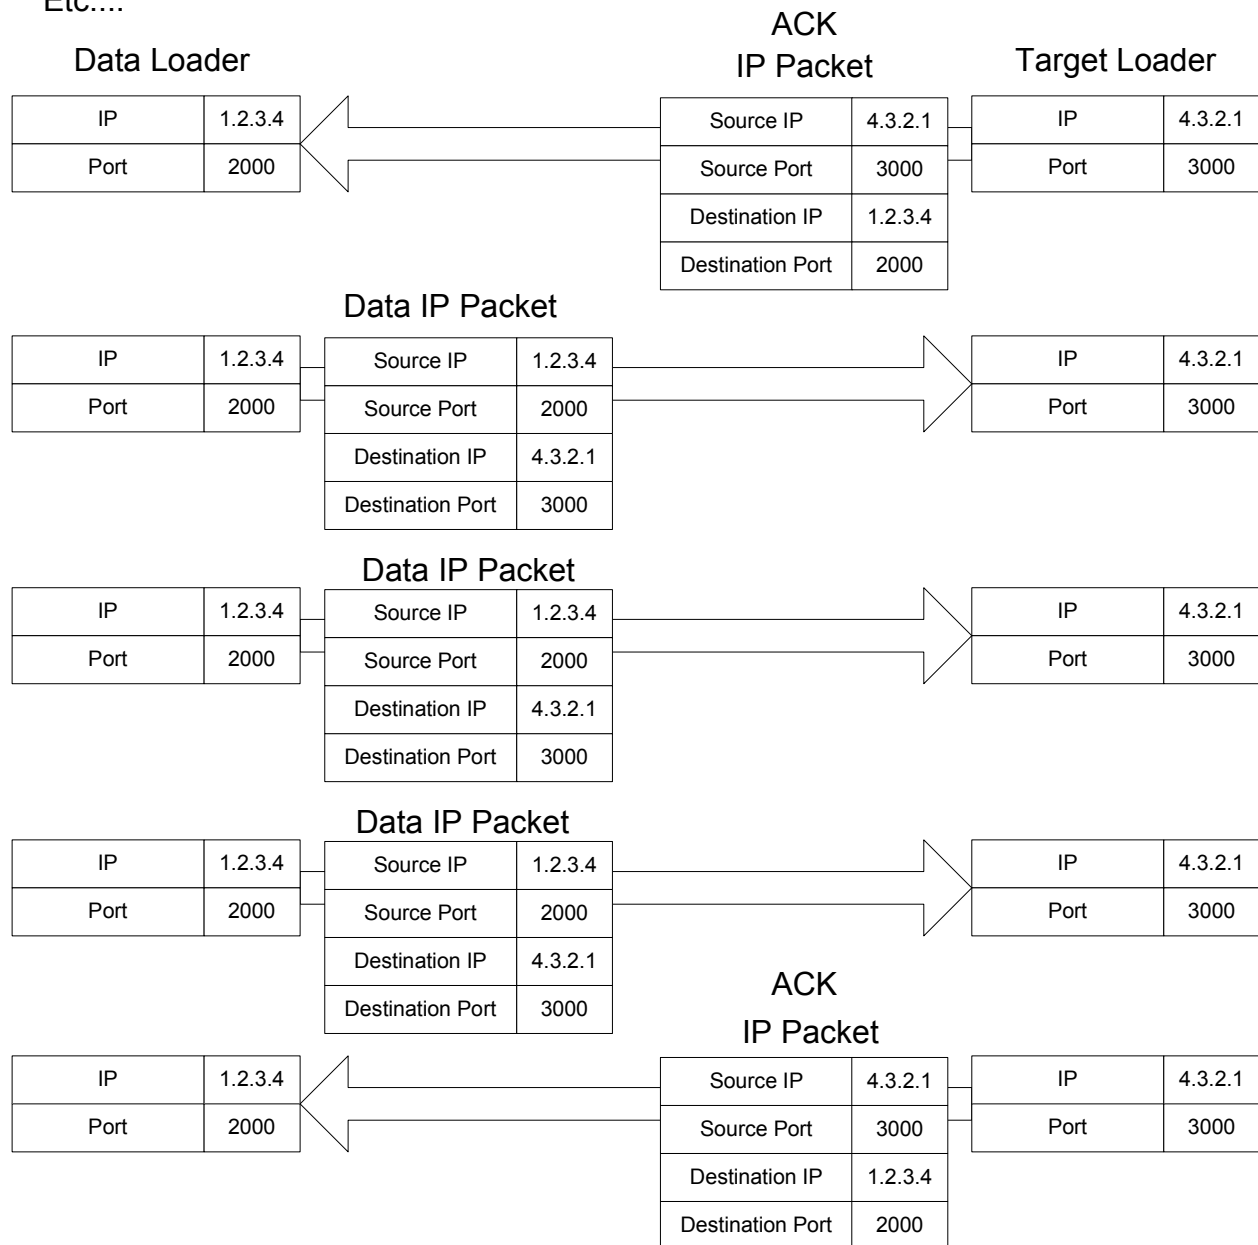 Etc....
ACK
Data Loader IP Packet Target Loader
IP 1.2.3.4 Source IP 4.3.2.1 IP 4.3.2.1
Port 2000 Source Port 3000 Port 3000
Destination IP 1.2.3.4
Destination Port 2000
Data IP Packet
IP 1.2.3.4 Source IP 1.2.3.4 IP 4.3.2.1
Port 2000 Source Port 2000 Port 3000
Destination IP 4.3.2.1
Destination Port 3000
Data IP Packet
IP 1.2.3.4 Source IP 1.2.3.4 IP 4.3.2.1
Port 2000 Source Port 2000 Port 3000
Destination IP 4.3.2.1
Destination Port 3000
Data IP Packet
IP 1.2.3.4 Source IP 1.2.3.4 IP 4.3.2.1
Port 2000 Source Port 2000 Port 3000
Destination IP 4.3.2.1
Destination Port 3000
ACK
IP Packet
IP 1.2.3.4 Source IP 4.3.2.1 IP 4.3.2.1
Port 2000 Source Port 3000 Port 3000
Destination IP 1.2.3.4
Destination Port 2000